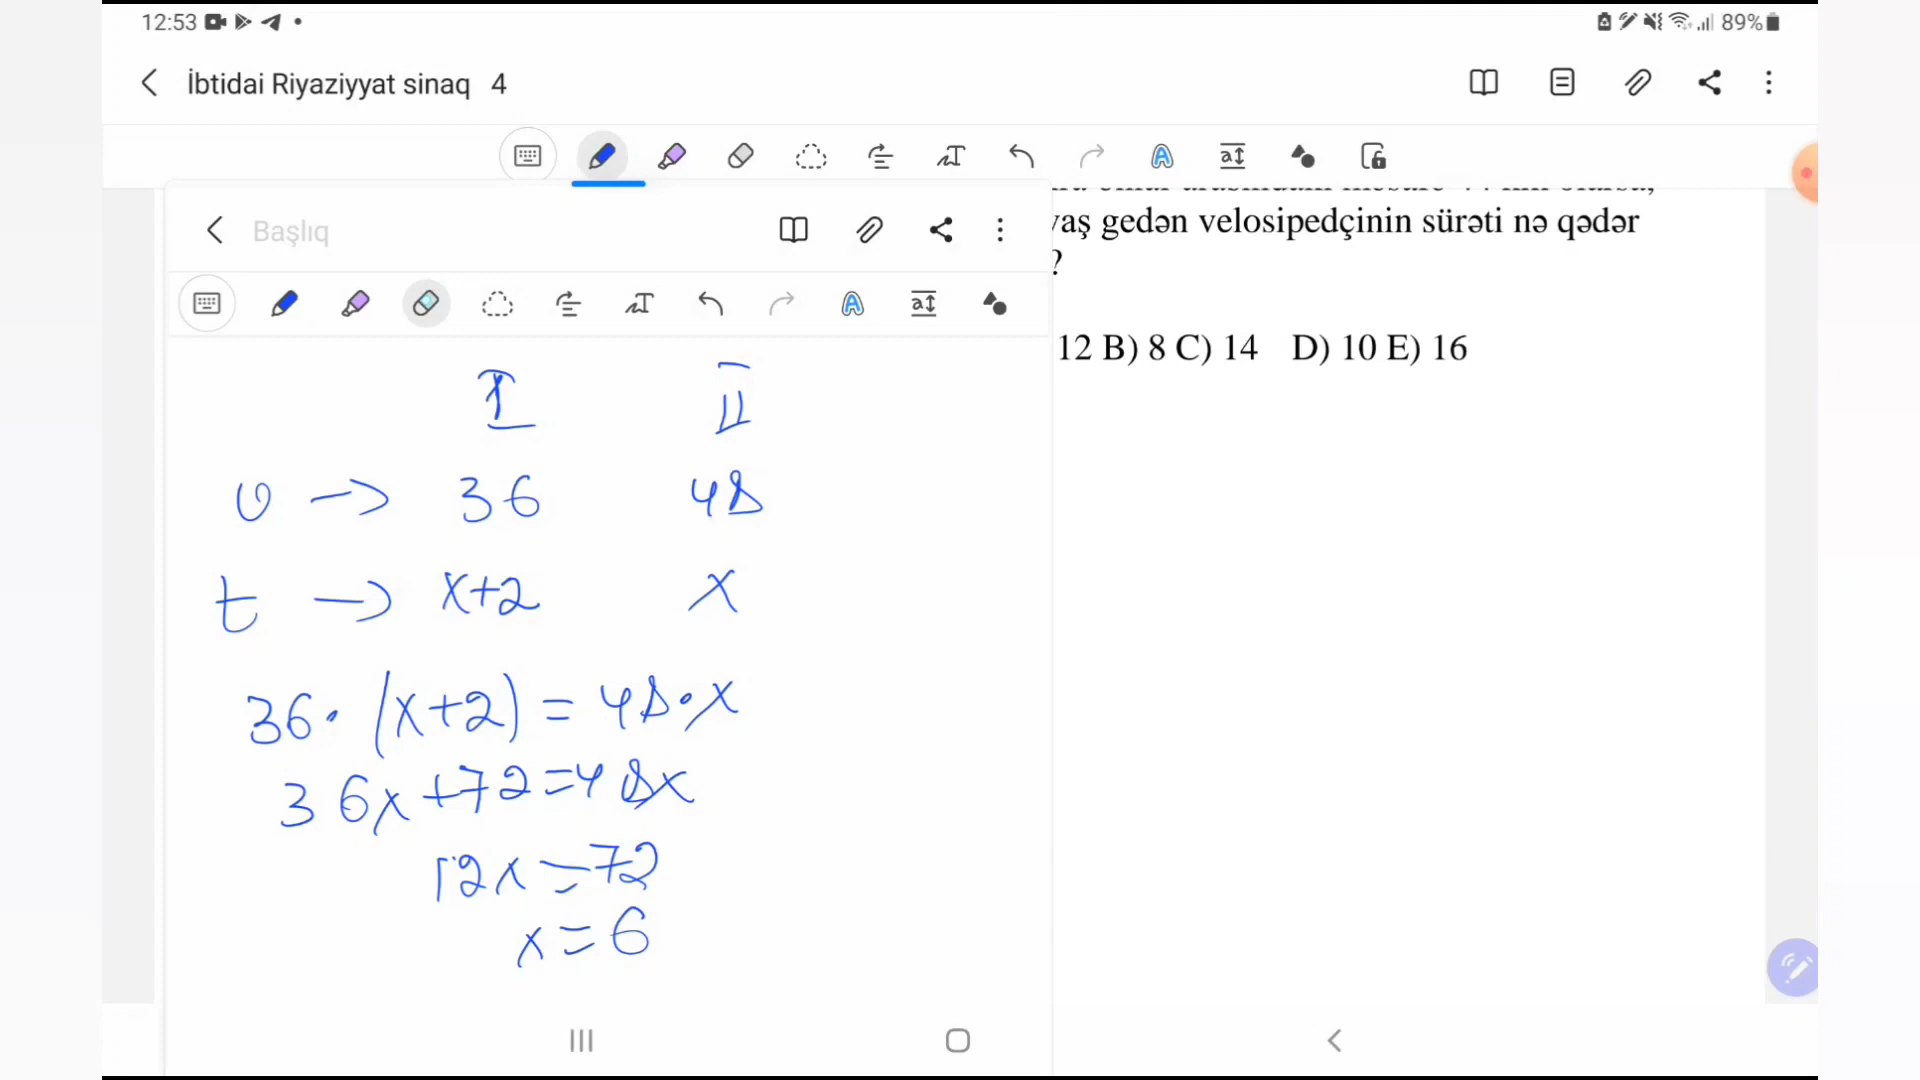 12:53 89%
İbtidai Riyaziyyat sinaq 4
Başlıq
gedən velosipedçinin sürəti nə qədər
?
12 B) 8 C) 14 D) 10 E) 16
I II
v -> 36 48
t -> x+2 x
36· (x+2) = 48·x
36x+72=48x
12x=72
x=6